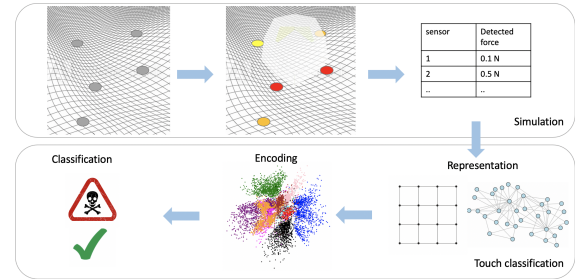 sensor Detected
force
1 0.1 N
2 0.5 N
.. ..
Simulation
Classification Encoding Representation
Touch classification